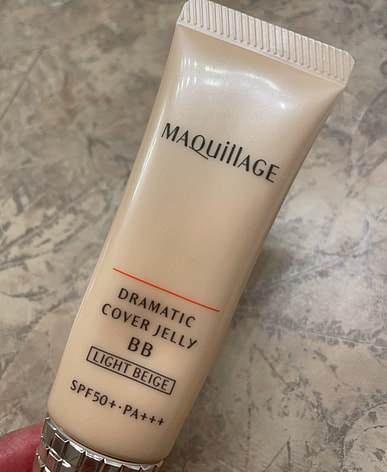 MAQuillAGE
DRAMATIC
COVER JELLY
BB
LIGHT BEIGE
SPF50+·PA+++